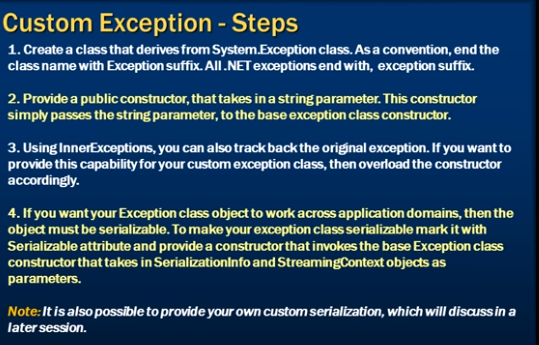 Custom Exception - Steps
1. Create a class that derives from System.Exception class. As a convention, end the
class name with Exception suffix. All .NET exceptions end with, exception suffix.
2. Provide a public constructor, that takes in a string parameter. This constructor
simply passes the string parameter, to the base exception class constructor.
3. Using InnerExceptions, you can also track back the original exception. If you want to
provide this capability for your custom exception class, then overload the constructor
accordingly.
4. If you want your Exception class object to work across application domains, then the
object must be serializable. To make your exception class serializable mark it with
Serializable attribute and provide a constructor that invokes the base Exception class
constructor that takes in SerializationInfo and StreamingContext objects as
parameters.
Note: It is also possible to provide your own custom serialization, which will discuss in a
later session.